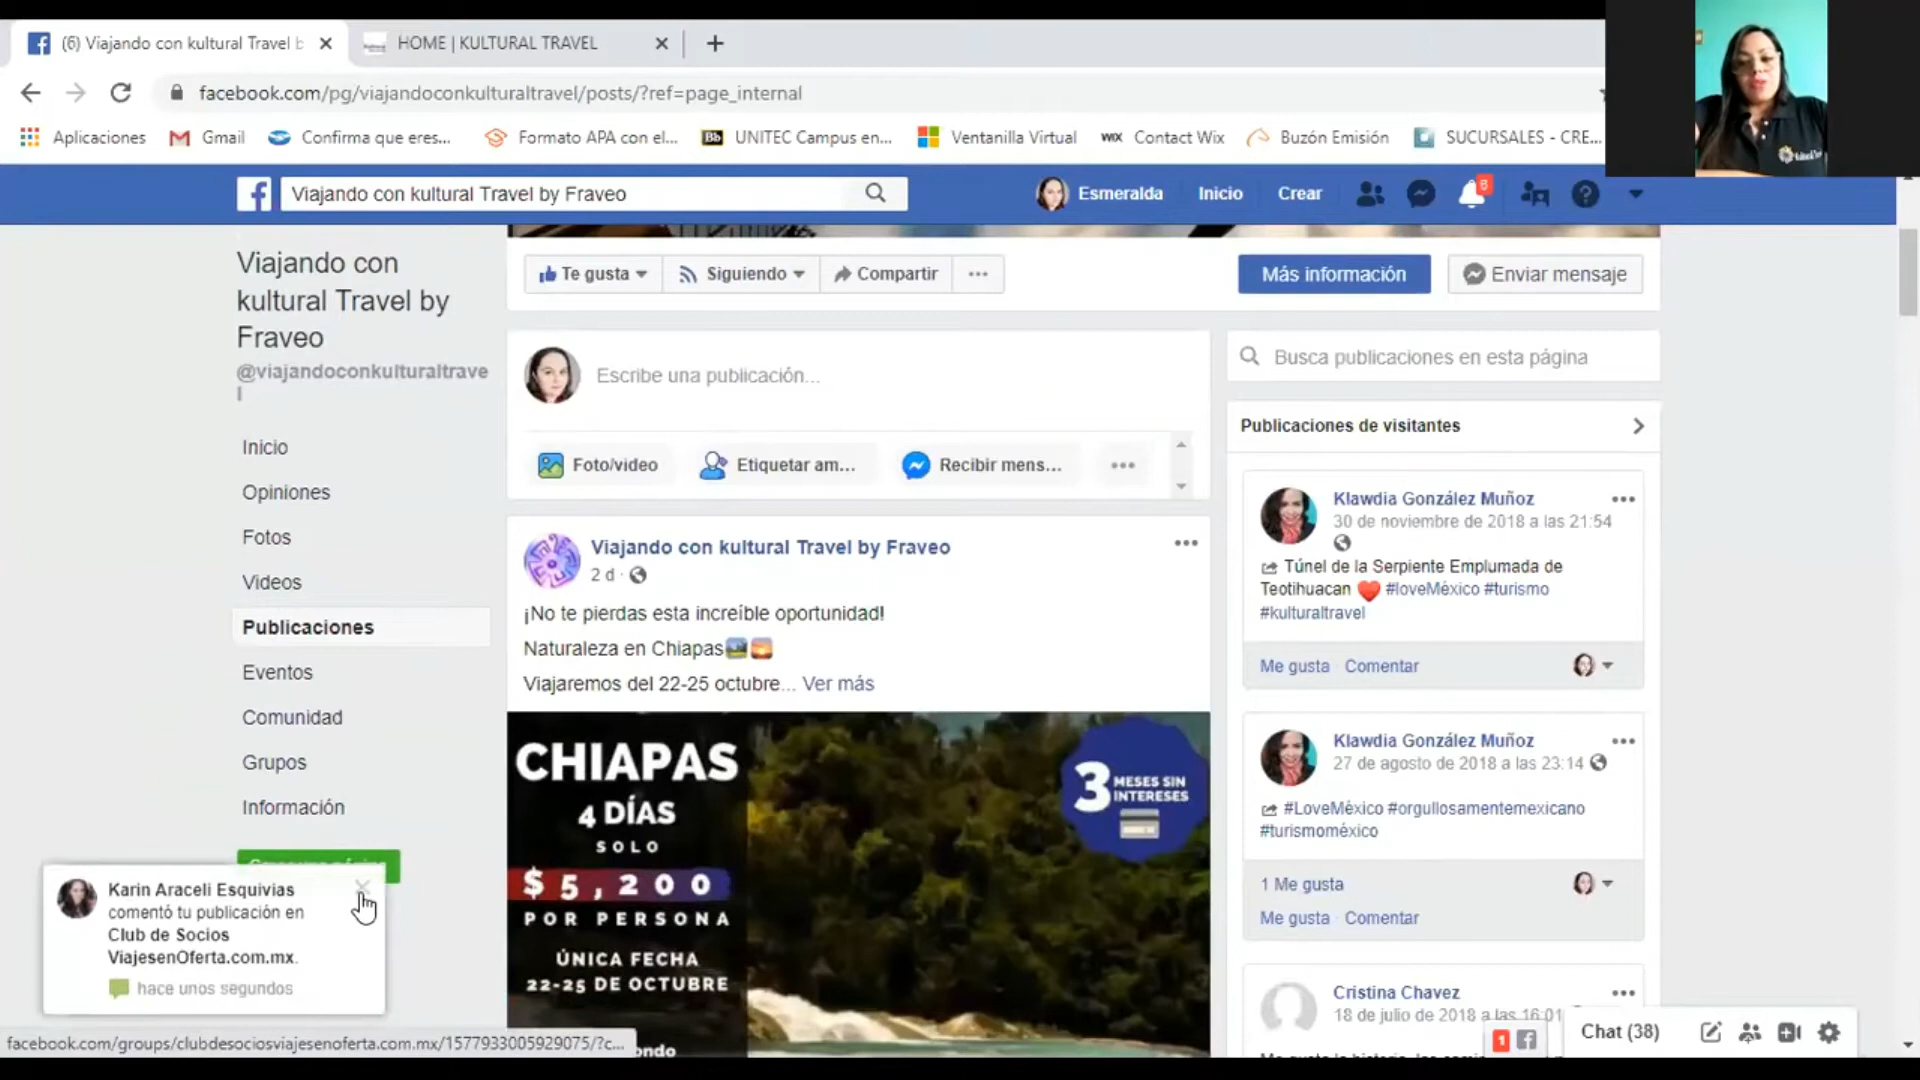 (6) Viajando con kultural Travel b
HOME | KULTURAL TRAVEL
facebook.com/pg/viajandoconkulturaltravel/posts/?ref=page_internal
Aplicaciones
Gmail
Confirma que eres...
Formato APA con el...
Bb
UNITEC Campus en...
Ventanilla Virtual
WIX
Contact Wix
Buzón Emisión
SUCURSALES - CRE...
Viajando con kultural Travel by Fraveo
Esmeralda
Inicio
Crear
6
Viajando con
kultural Travel by
Fraveo
@viajandoconkulturaltrave
l
Inicio
Opiniones
Fotos
Videos
Publicaciones
Eventos
Comunidad
Grupos
Información
Karin Araceli Esquivias
comentó tu publicación en
Club de Socios
ViajesenOferta.com.mx.
hace unos segundos
facebook.com/groups/clubdesociosviajesenoferta.com.mx/1577933005929075/?c...
Te gusta
Siguiendo
Compartir
Más información
Enviar mensaje
Escribe una publicación...
Foto/video
Etiquetar am...
Recibir mens...
Viajando con kultural Travel by Fraveo
2 d ·
¡No te pierdas esta increíble oportunidad!
Naturaleza en Chiapas
Viajaremos del 22-25 octubre... Ver más
CHIAPAS
4 DÍAS
SOLO
$5,200
POR PERSONA
ÚNICA FECHA
22-25 DE OCTUBRE
3 MESES SIN
INTERESES
Busca publicaciones en esta página
Publicaciones de visitantes
Klawdia González Muñoz
30 de noviembre de 2018 a las 21:54
Túnel de la Serpiente Emplumada de
Teotihuacan #loveMéxico #turismo
#kulturaltravel
Me gusta Comentar
Klawdia González Muñoz
27 de agosto de 2018 a las 23:14
#LoveMéxico #orgullosamentemexicano
#turismoméxico
1 Me gusta
Me gusta · Comentar
Cristina Chavez
18 de julio de 2018 a las 16:01
1
Chat (38)